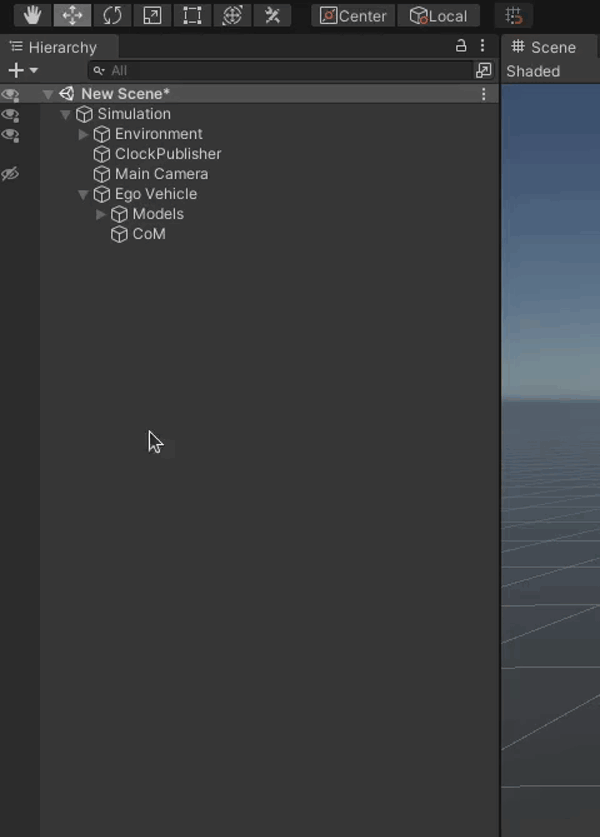 Center
Local
Hierarchy
Scene
All
Shaded
New Scene*
Simulation
Environment
ClockPublisher
Main Camera
Ego Vehicle
Models
CoM